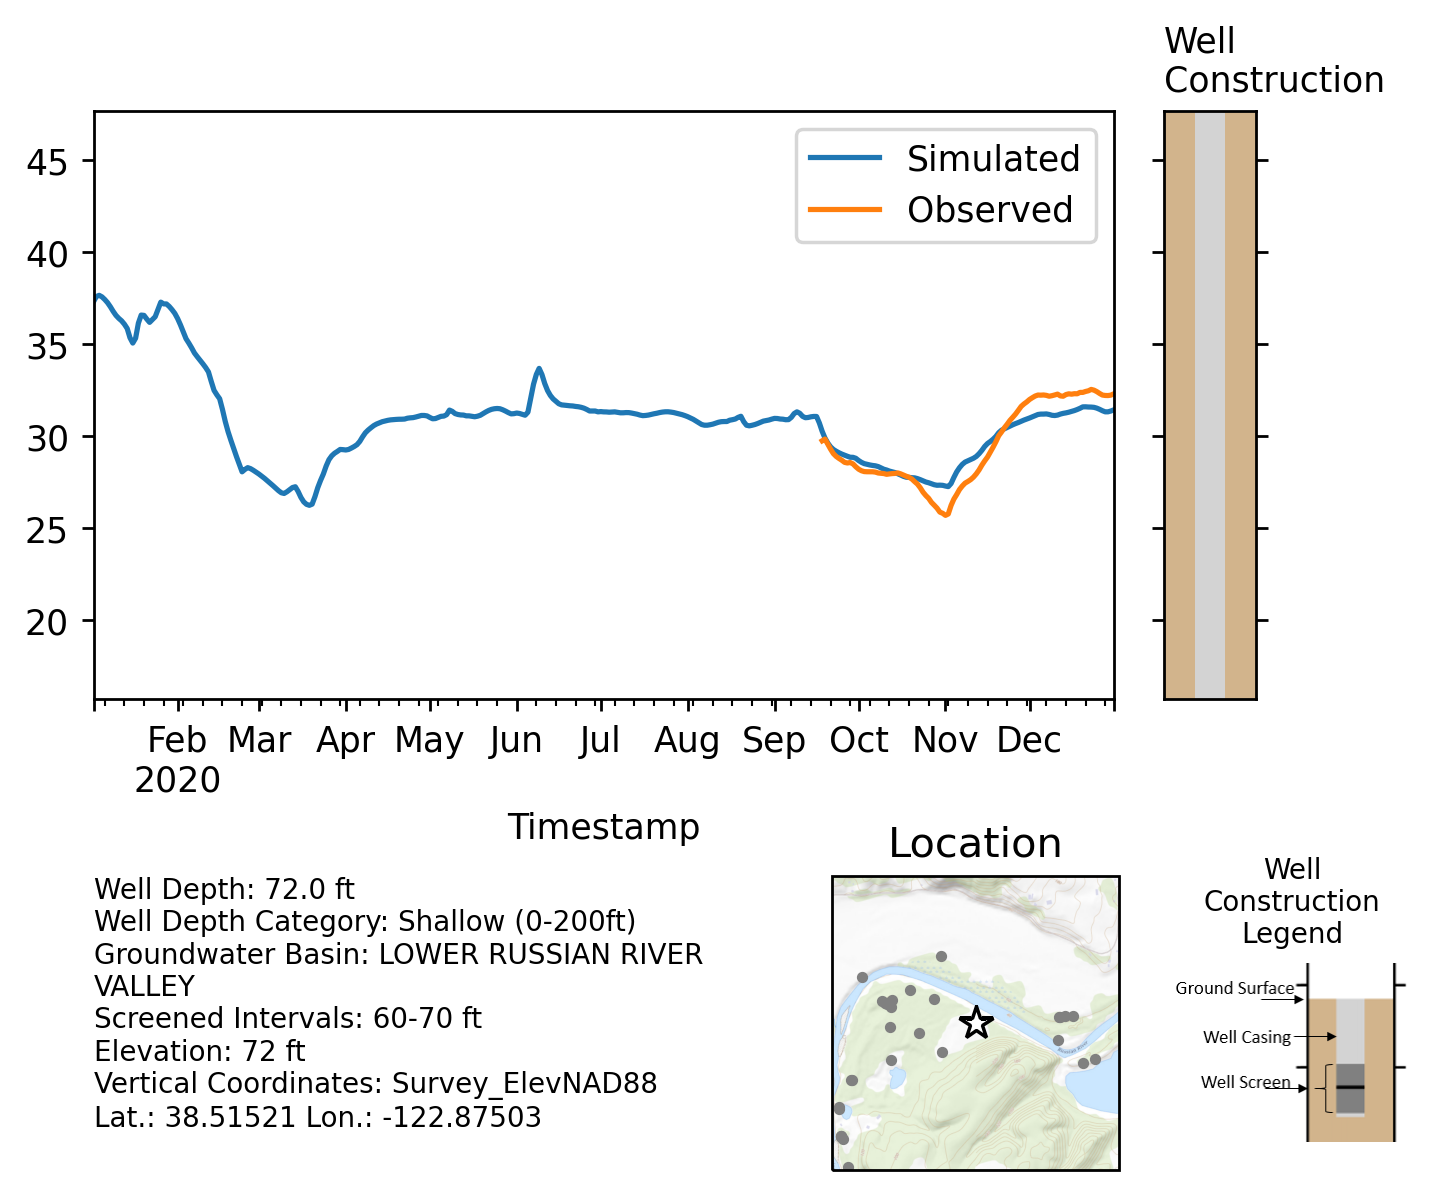 Well
Construction
45
40
35
30
25
20
Simulated
Observed
Feb Mar Apr May Jun Jul Aug Sep Oct Nov Dec
2020
Timestamp
Well Depth: 72.0 ft
Well Depth Category: Shallow (0-200ft)
Groundwater Basin: LOWER RUSSIAN RIVER
VALLEY
Screened Intervals: 60-70 ft
Elevation: 72 ft
Vertical Coordinates: Survey_ElevNAD88
Lat.: 38.51521 Lon.: -122.87503
Location
Well
Construction
Legend
Ground Surface
Well Casing
Well Screen